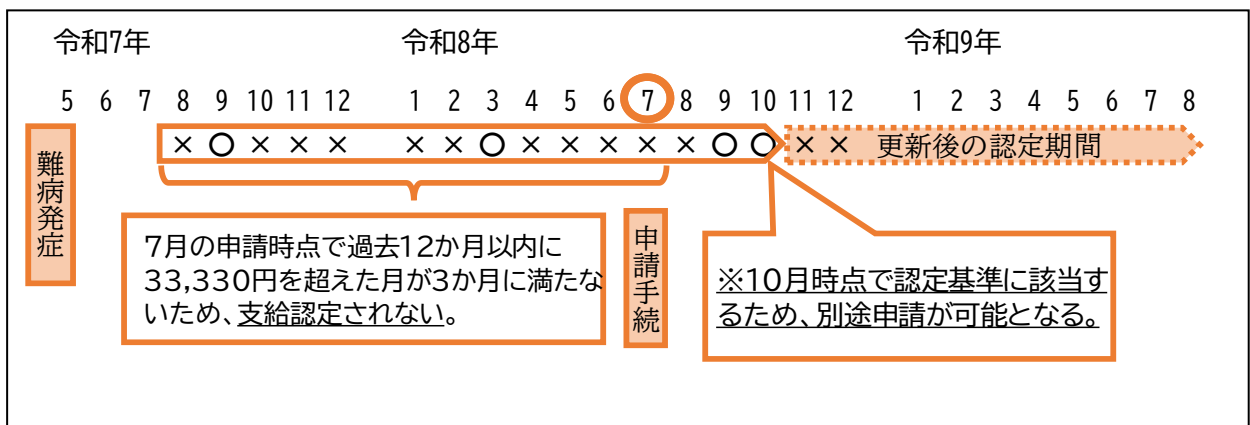 令和7年 令和8年 令和9年
5 6 7 8 9 10 11 12 1 2 3 4 5 6 7 8 9 10 11 12 1 2 3 4 5 6 7 8
× ○ × × × × × ○ × × × × × ○ ○ × × 更新後の認定期間
難病発症
7月の申請時点で過去12か月以内に
33,330円を超えた月が3か月に満たな
いため、支給認定されない。
申請手続
※10月時点で認定基準に該当す
るため、別途申請が可能となる。